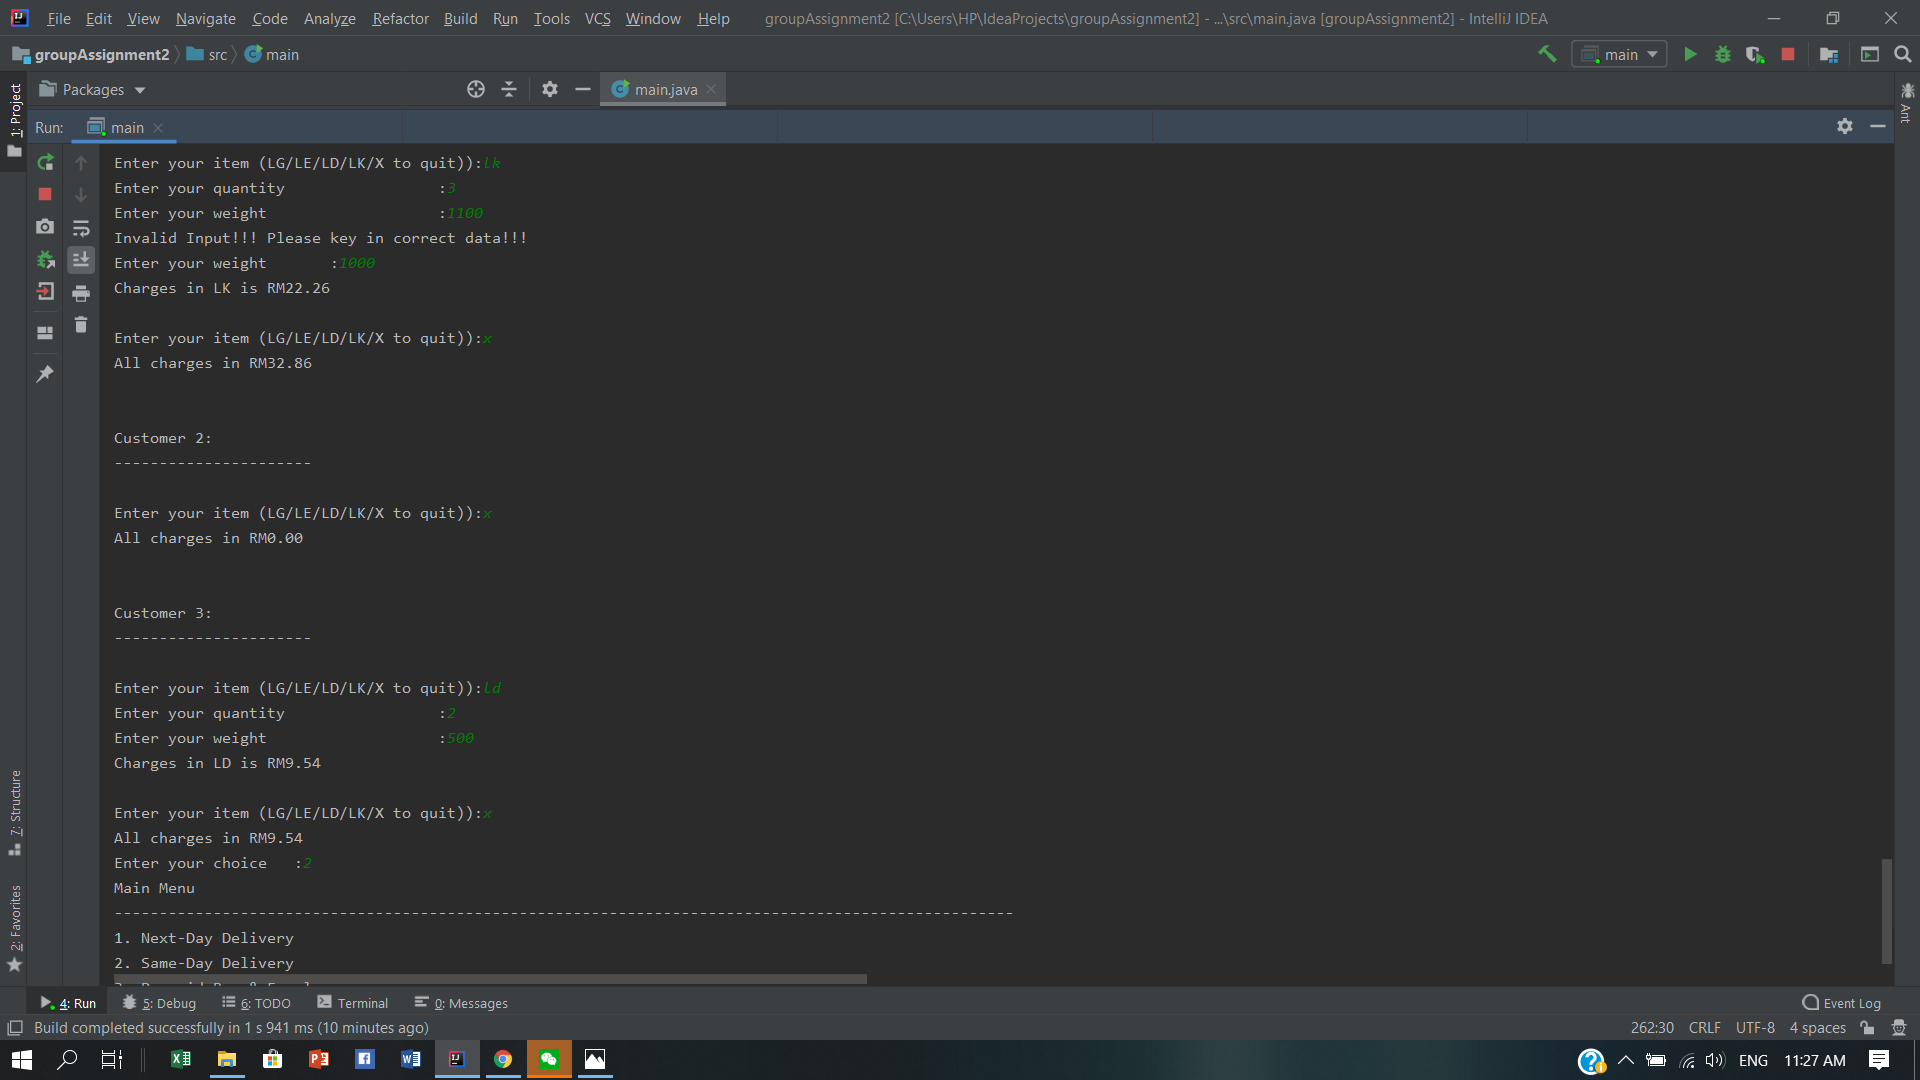 File Edit View Navigate Code Analyze Refactor Build Run Tools VCS Window Help groupAssignment2 [C:\Users\HP\IdeaProjects\groupAssignment2] - ...\src\main.java [groupAssignment2] - IntelliJ IDEA
groupAssignment2 src main main
1: Project
Packages main.java
Ant
Run: main
Enter your item (LG/LE/LD/LK/X to quit)):lk
Enter your quantity :3
Enter your weight :1100
Invalid Input!!! Please key in correct data!!!
Enter your weight :1000
Charges in LK is RM22.26
Enter your item (LG/LE/LD/LK/X to quit)):x
All charges in RM32.86
Customer 2:
----------------------
Enter your item (LG/LE/LD/LK/X to quit)):x
All charges in RM0.00
Customer 3:
----------------------
Enter your item (LG/LE/LD/LK/X to quit)):ld
Enter your quantity :2
Enter your weight :500
Charges in LD is RM9.54
Enter your item (LG/LE/LD/LK/X to quit)):x
All charges in RM9.54
Enter your choice :2
Main Menu
----------------------------------------------------------------------------------------------------
1. Next-Day Delivery
2. Same-Day Delivery
7: Structure
2: Favorites
4: Run 5: Debug 6: TODO Terminal 0: Messages Event Log
Build completed successfully in 1 s 941 ms (10 minutes ago) 262:30 CRLF UTF-8 4 spaces
ENG 11:27 AM